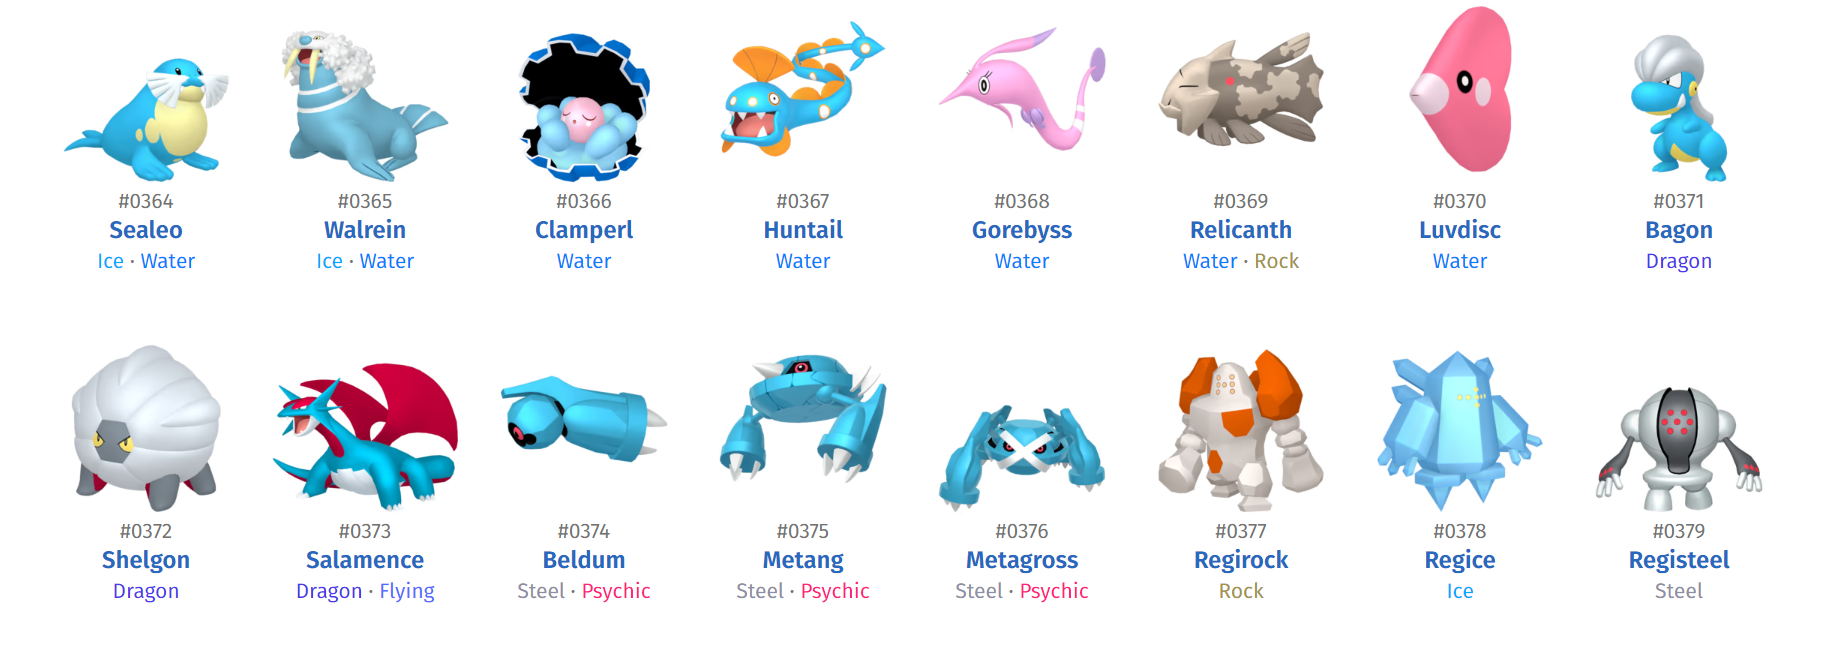 #0364 #0365 #0366 #0367 #0368 #0369 #0370 #0371
Sealeo Walrein Clamperl Huntail Gorebyss Relicanth Luvdisc Bagon
Ice · Water Ice · Water Water Water Water Water · Rock Water Dragon
#0372 #0373 #0374 #0375 #0376 #0377 #0378 #0379
Shelgon Salamence Beldum Metang Metagross Regirock Regice Registeel
Dragon Dragon · Flying Steel · Psychic Steel · Psychic Steel · Psychic Rock Ice Steel